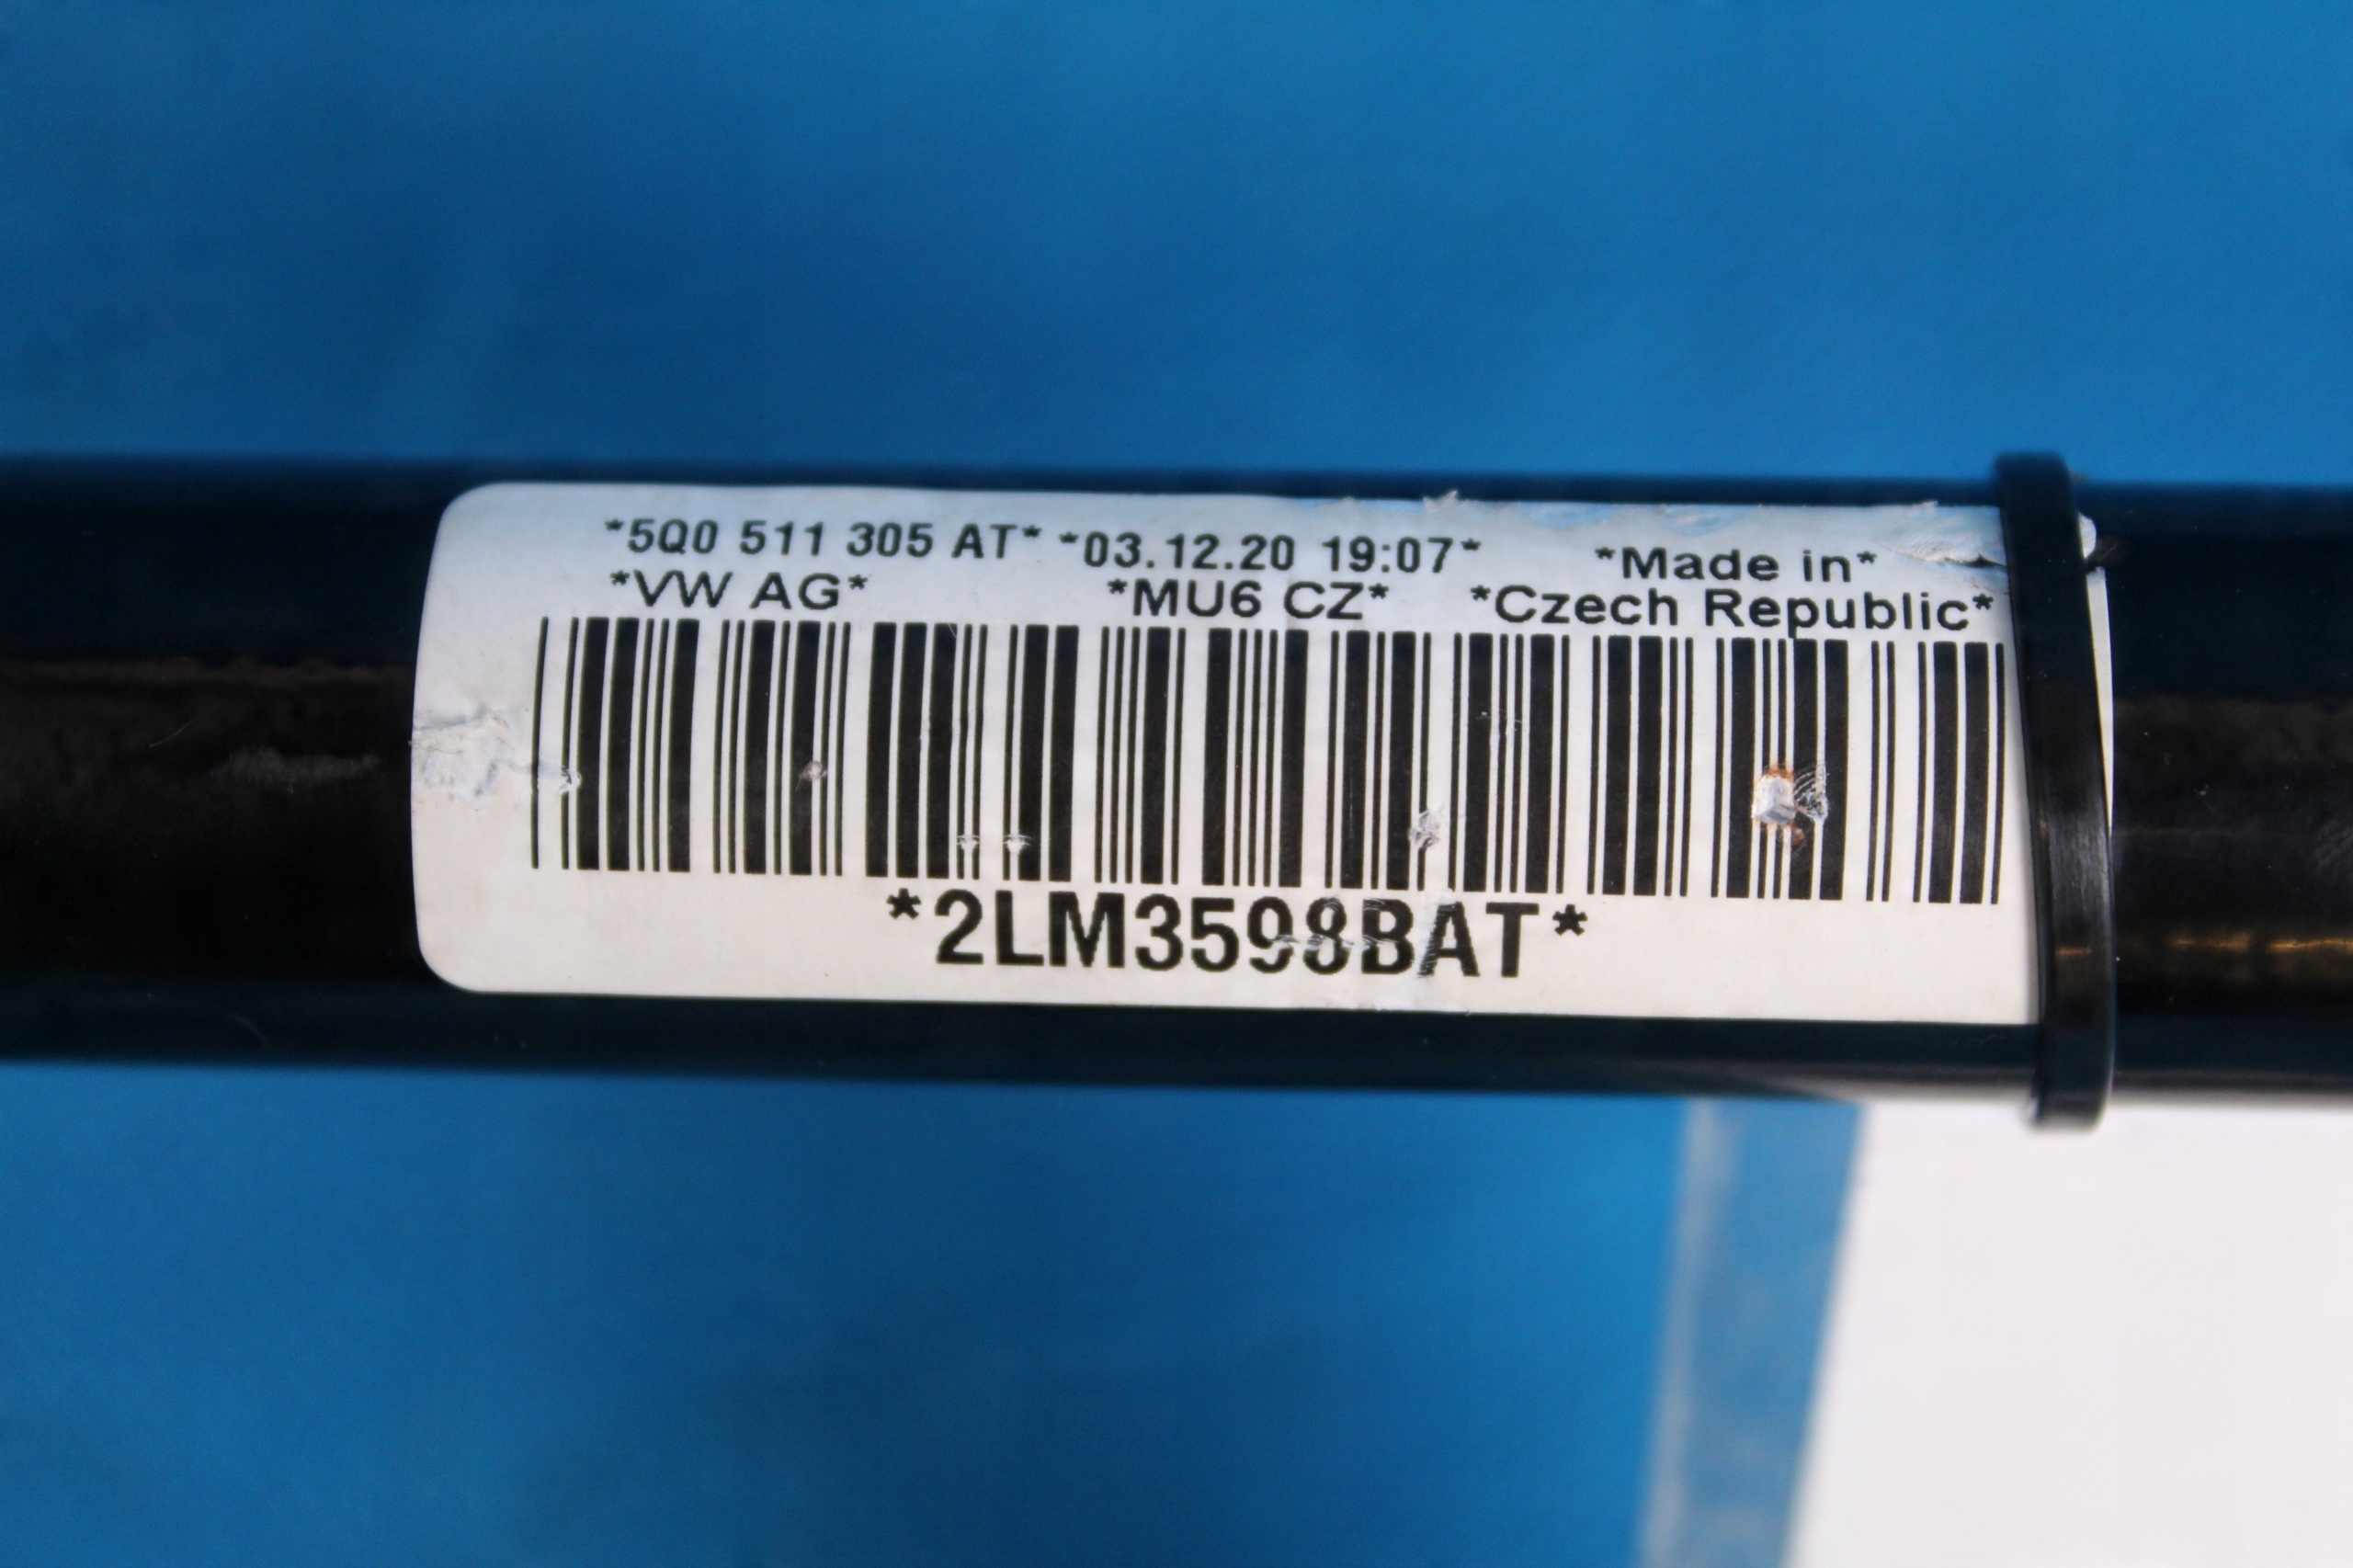 *5Q0 511 305 AT* *03.12.20 19:07* *Made in*
*VW AG* *MU6 CZ* *Czech Republic*
*2LM3598BAT*